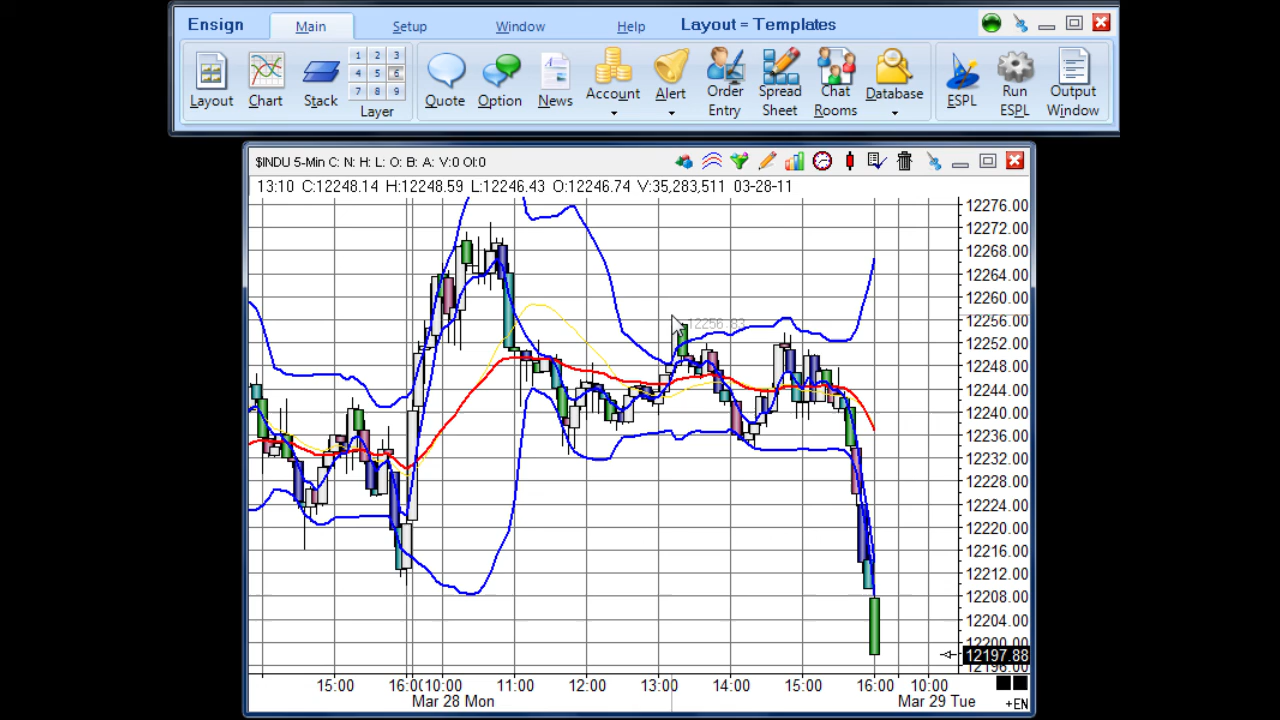 Ensign Main Setup Window Help Layout = Templates
1 2 3
4 5 6
7 8 9
Layout Chart Stack Layer Quote Option News Account Alert Order Entry Spread Sheet Chat Rooms Database ESPL Run ESPL Output Window
$INDU 5-Min C: N: H: L: O: B: A: V:0 OI:0
13:10 C:12248.14 H:12248.59 L:12246.43 O:12246.74 V:35,283,511 03-28-11
12276.00
12272.00
12268.00
12264.00
12260.00
12256.00
12256.83
12252.00
12248.00
12244.00
12240.00
12236.00
12232.00
12228.00
12224.00
12220.00
12216.00
12212.00
12208.00
12204.00
12200.00
12197.88
12196.00
15:00 16:00 10:00 11:00 12:00 13:00 14:00 15:00 16:00 10:00
Mar 28 Mon Mar 29 Tue +EN